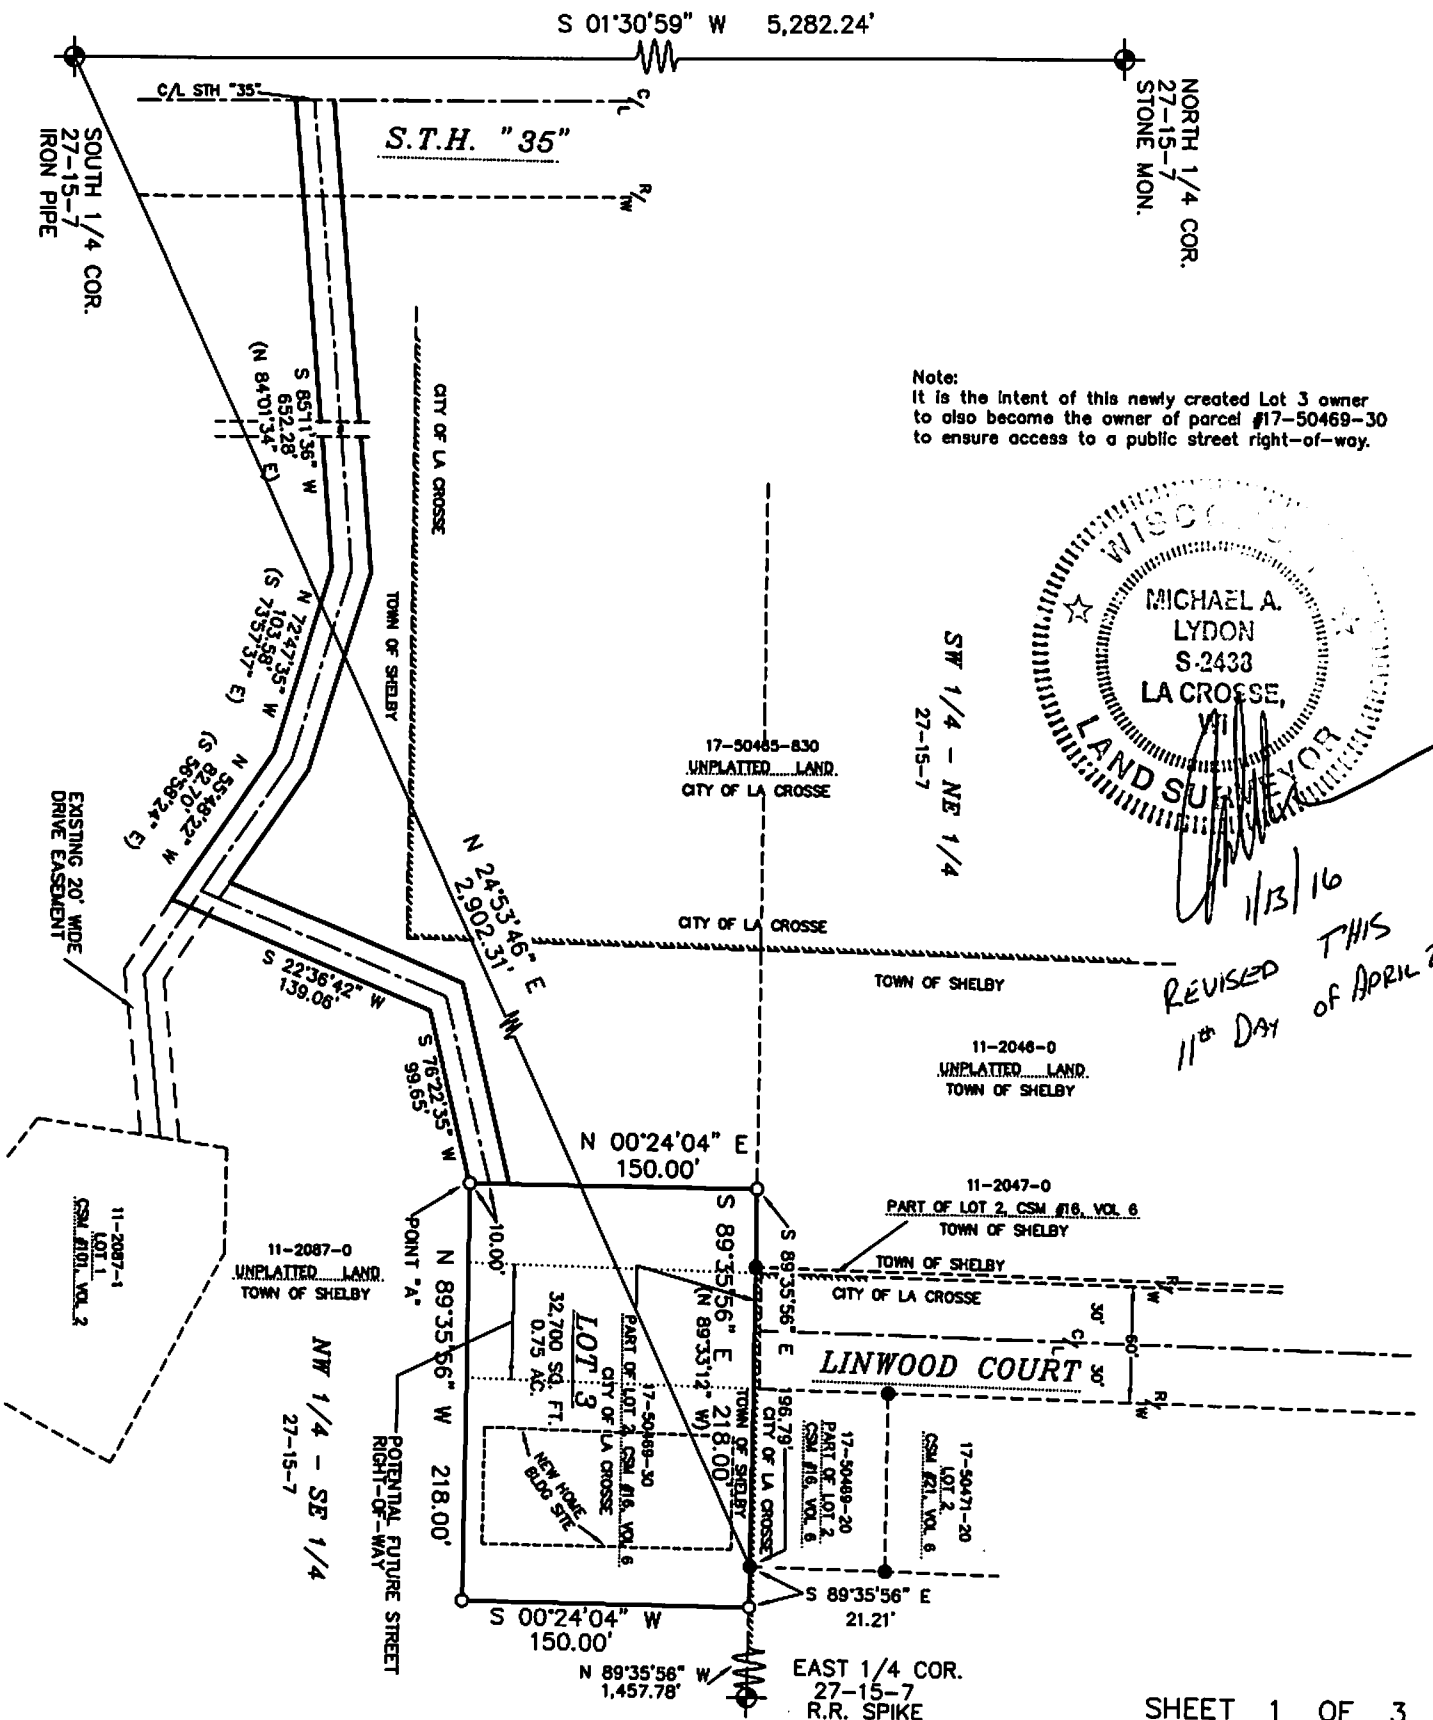 S 01°30'59" W 5,282.24'
NORTH 1/4 COR.
27-15-7
STONE MON.
C/L STH "35"
C/L
S.T.H. "35"
R/W
SOUTH 1/4 COR.
27-15-7
IRON PIPE
Note:
It is the intent of this newly created Lot 3 owner
to also become the owner of parcel #17-50469-30
to ensure access to a public street right-of-way.
S 85°11'36" W
652.28'
(N 84°01'34" E)
CITY OF LA CROSSE
TOWN OF SHELBY
N 72°47'35" W
103.58'
(S 73°57'37" E)
N 55°48'22" W
82.70'
(S 56°58'24" E)
MICHAEL A.
LYDON
S-2438
LA CROSSE,
WI
LAND SURVEYOR
1/13/16
REVISED THIS
11th DAY of APRIL
SW 1/4 - NE 1/4
27-15-7
17-50465-830
UNPLATTED LAND
CITY OF LA CROSSE
EXISTING 20' WIDE
DRIVE EASEMENT
N 24°53'46" E
2,902.31'
CITY OF LA CROSSE
TOWN OF SHELBY
S 22°36'42" W
139.06'
11-2046-0
UNPLATTED LAND
TOWN OF SHELBY
S 76°22'35" W
99.65'
N 00°24'04" E
150.00'
11-2047-0
PART OF LOT 2, CSM #16, VOL 6
TOWN OF SHELBY
TOWN OF SHELBY
CITY OF LA CROSSE
11-2087-1
LOT 1
CSM #101, VOL 2
11-2087-0
UNPLATTED LAND
TOWN OF SHELBY
POINT "A"
10.00'
N 89°35'56" W 218.00'
S 89°35'56" E 218.00'
(N 89°33'12" W)
S 89°35'56" E 196.79'
R/W
30'
C/L
60'
30'
R/W
LINWOOD COURT
LOT 3
32,700 SQ. FT.
0.75 AC.
17-50469-30
PART OF LOT 2, CSM #16, VOL 6
CITY OF LA CROSSE
TOWN OF SHELBY
CITY OF LA CROSSE
17-50469-20
PART OF LOT 2
CSM #16, VOL 6
17-50471-20
LOT 2
CSM #21, VOL 6
NEW HOME
BLDG SITE
NW 1/4 - SE 1/4
27-15-7
POTENTIAL FUTURE STREET
RIGHT-OF-WAY
S 00°24'04" W
150.00'
S 89°35'56" E
21.21'
N 89°35'56" W
1,457.78'
EAST 1/4 COR.
27-15-7
R.R. SPIKE
SHEET 1 OF 3